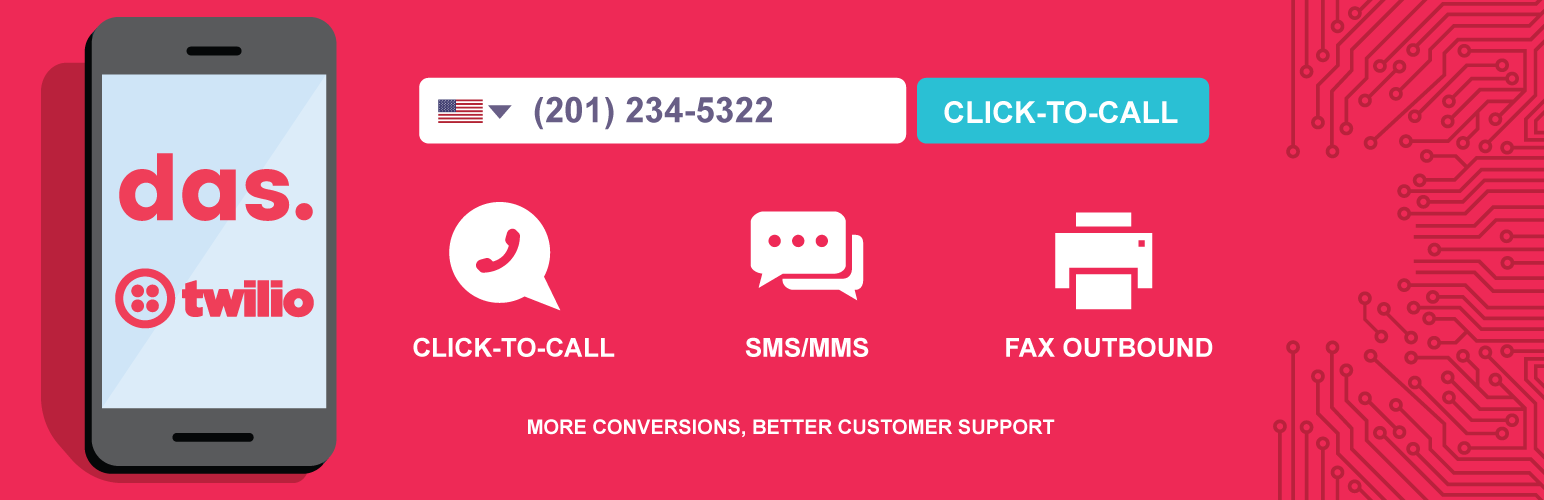 das.
twilio
(201) 234-5322
CLICK-TO-CALL
CLICK-TO-CALL
SMS/MMS
FAX OUTBOUND
MORE CONVERSIONS, BETTER CUSTOMER SUPPORT